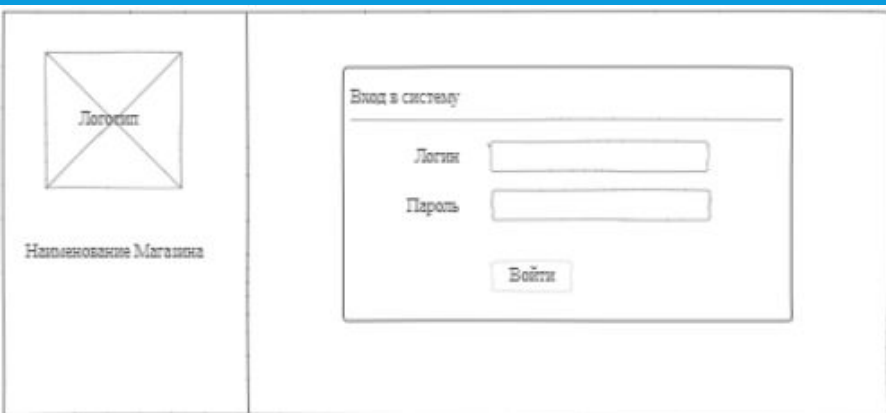 Логотип
Наименование Магазина
Вход в систему
Логин
Пароль
Войти